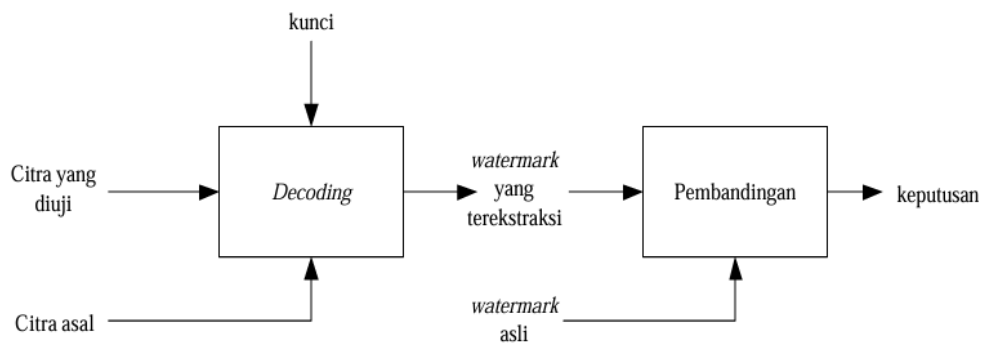 kunci
Citra yang
diuji
Decoding
watermark
yang
terekstraksi
Pembandingan
keputusan
Citra asal
watermark
asli